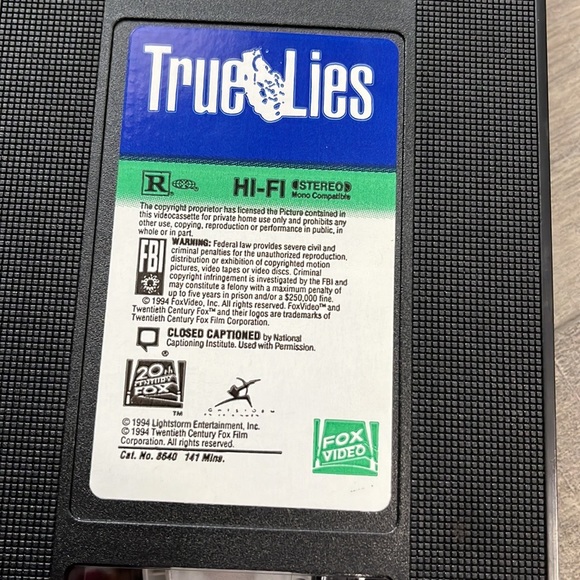 True Lies
R HI-FI STEREO
Mono Compatible
The copyright proprietor has licensed the Picture contained in
this videocassette for private home use only and prohibits any
other use, copying, reproduction or performance in public, in
whole or in part.
FBI WARNING: Federal law provides severe civil and
criminal penalties for the unauthorized reproduction,
distribution or exhibition of copyrighted motion
pictures, video tapes or video discs. Criminal
copyright infringement is investigated by the FBI and
may constitute a felony with a maximum penalty of
up to five years in prison and/or a $250,000 fine.
© 1994 FoxVideo, Inc. All rights reserved. FoxVideo™ and
Twentieth Century Fox™ and their logos are trademarks of
Twentieth Century Fox Film Corporation.
CLOSED CAPTIONED by National
Captioning Institute. Used with Permission.
®
20th
CENTURY
FOX
TM
© 1994 Lightstorm Entertainment, Inc.
© 1994 Twentieth Century Fox Film
Corporation. All rights reserved.
FOX
VIDEO
Cat. No. 8640 141 Mins.